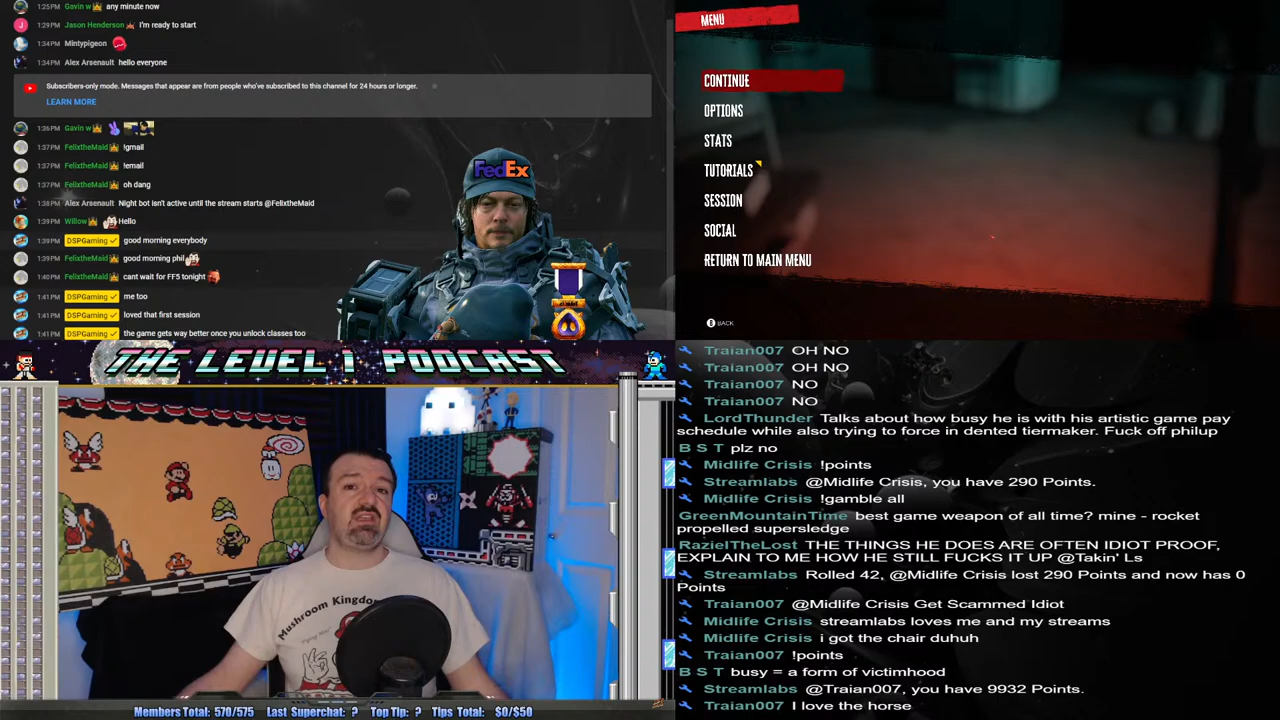 1:25PM Gavin w any minute now
1:29PM Jason Henderson I'm ready to start
1:34PM Mintypigeon
1:34PM Alex Arsenault hello everyone
Subscribers-only mode. Messages that appear are from people who've subscribed to this channel for 24 hours or longer.
LEARN MORE
1:36PM Gavin w
1:37PM FelixtheMaid !gmail
1:37PM FelixtheMaid !email
1:37PM FelixtheMaid oh dang
1:38PM Alex Arsenault Night bot isn't active until the stream starts @FelixtheMaid
1:39PM Willow Hello
DSPGaming good morning everybody
1:39PM FelixtheMaid good morning phil
1:40PM FelixtheMaid cant wait for FF5 tonight
1:41PM DSPGaming me too
1:41PM DSPGaming loved that first session
1:41PM DSPGaming the game gets way better once you unlock classes too
FedEx
MENU
CONTINUE
OPTIONS
STATS
TUTORIALS
SESSION
SOCIAL
RETURN TO MAIN MENU
BACK
THE LEVEL 1 PODCAST
Mushroom Kingdom
Members Total: 570/575 Last Superchat: ? Top Tip: ? Tips Total: $0/$50
Traian007 OH NO
Traian007 OH NO
Traian007 NO
Traian007 NO
LordThunder Talks about how busy he is with his artistic game pay
schedule while also trying to force in dented tiermaker. Fuck off philup
B S T plz no
Midlife Crisis !points
Streamlabs @Midlife Crisis, you have 290 Points.
Midlife Crisis !gamble all
GreenMountainTime best game weapon of all time? mine - rocket
propelled supersledge
RazielTheLost THE THINGS HE DOES ARE OFTEN IDIOT PROOF,
EXPLAIN TO ME HOW HE STILL FUCKS IT UP @Takin' Ls
Streamlabs Rolled 42, @Midlife Crisis lost 290 Points and now has 0
Points
Traian007 @Midlife Crisis Get Scammed Idiot
Midlife Crisis streamlabs loves me and my streams
Midlife Crisis i got the chair duhuh
Traian007 !points
B S T busy = a form of victimhood
Streamlabs @Traian007, you have 9932 Points.
Traian007 I love the horse